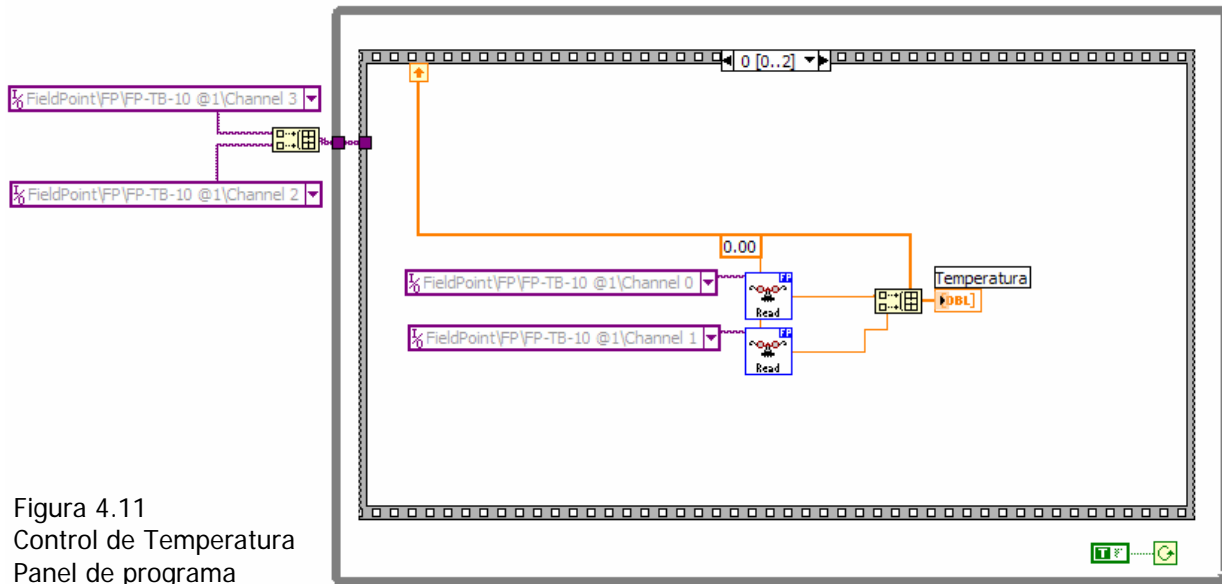 0 [0..2]
FieldPoint\FP\FP-TB-10 @1\Channel 3
FieldPoint\FP\FP-TB-10 @1\Channel 2
0.00
FieldPoint\FP\FP-TB-10 @1\Channel 0
FP
Read
Temperatura
DBL
FieldPoint\FP\FP-TB-10 @1\Channel 1
FP
Read
Figura 4.11
Control de Temperatura
Panel de programa
T F